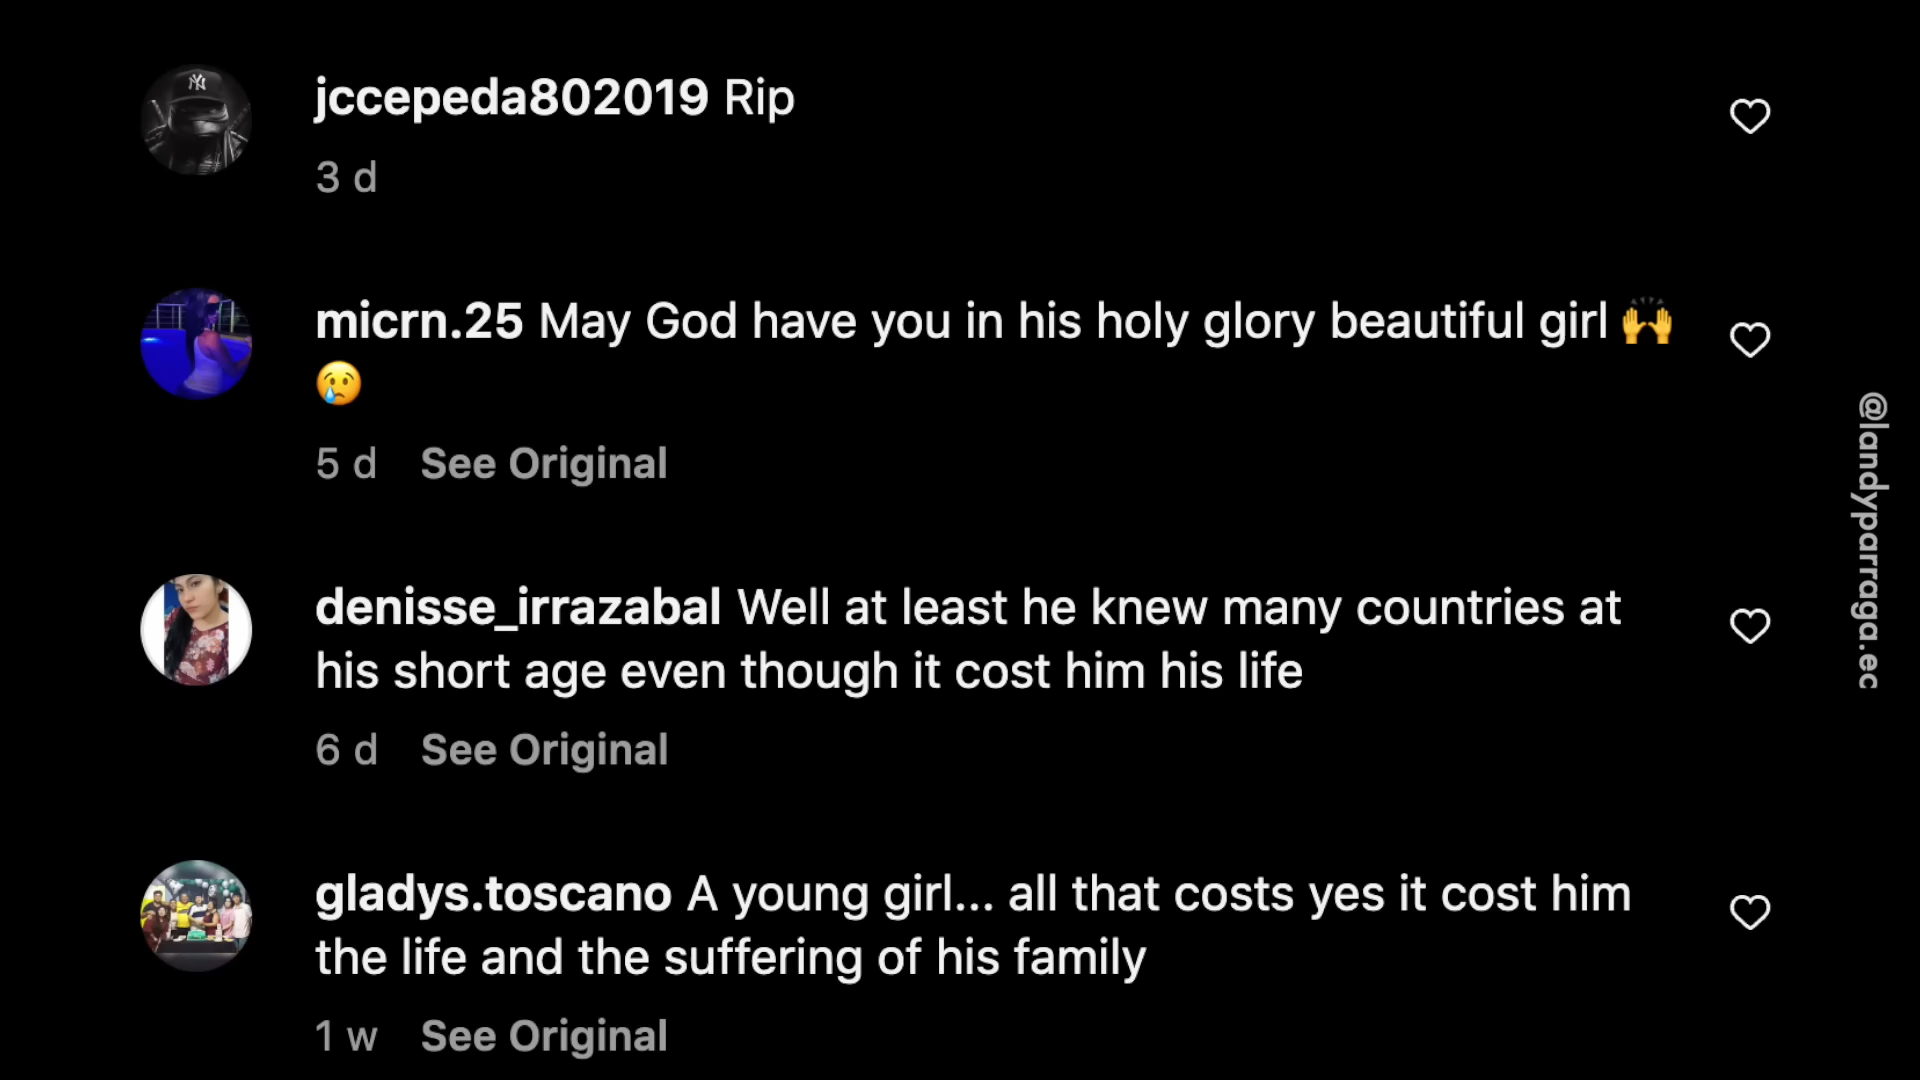 jccepeda802019 Rip
3 d
micrn.25 May God have you in his holy glory beautiful girl 🙌
😢
5 d See Original
denisse_irrazabal Well at least he knew many countries at
his short age even though it cost him his life
6 d See Original
gladys.toscano A young girl... all that costs yes it cost him
the life and the suffering of his family
1 w See Original
@landyparraga.ec
NY